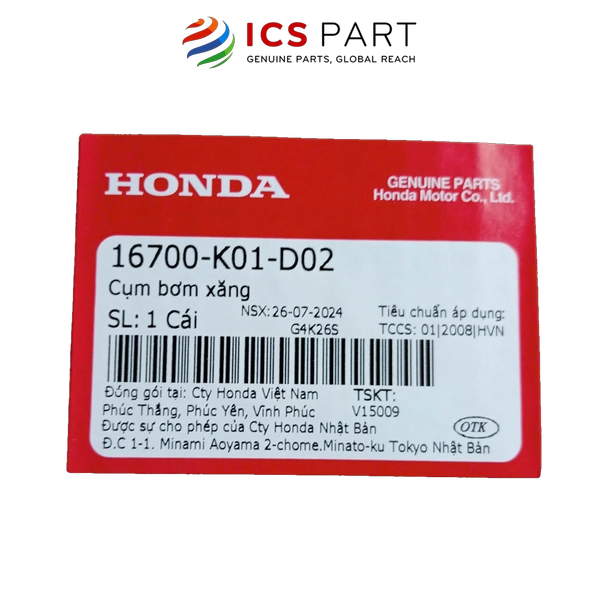 ICS PART
GENUINE PARTS, GLOBAL REACH
HONDA
GENUINE PARTS
Honda Motor Co., Ltd.
16700-K01-D02
Cụm bơm xăng
SL: 1 Cái
NSX:26-07-2024
G4K26S
Tiêu chuẩn áp dụng:
TCCS: 01|2008|HVN
Đóng gói tại: Cty Honda Việt Nam
TSKT:
Phúc Thắng, Phúc Yên, Vĩnh Phúc
V15009
Được sự cho phép của Cty Honda Nhật Bản
OTK
Đ.C 1-1. Minami Aoyama 2-chome.Minato-ku Tokyo Nhật Bản